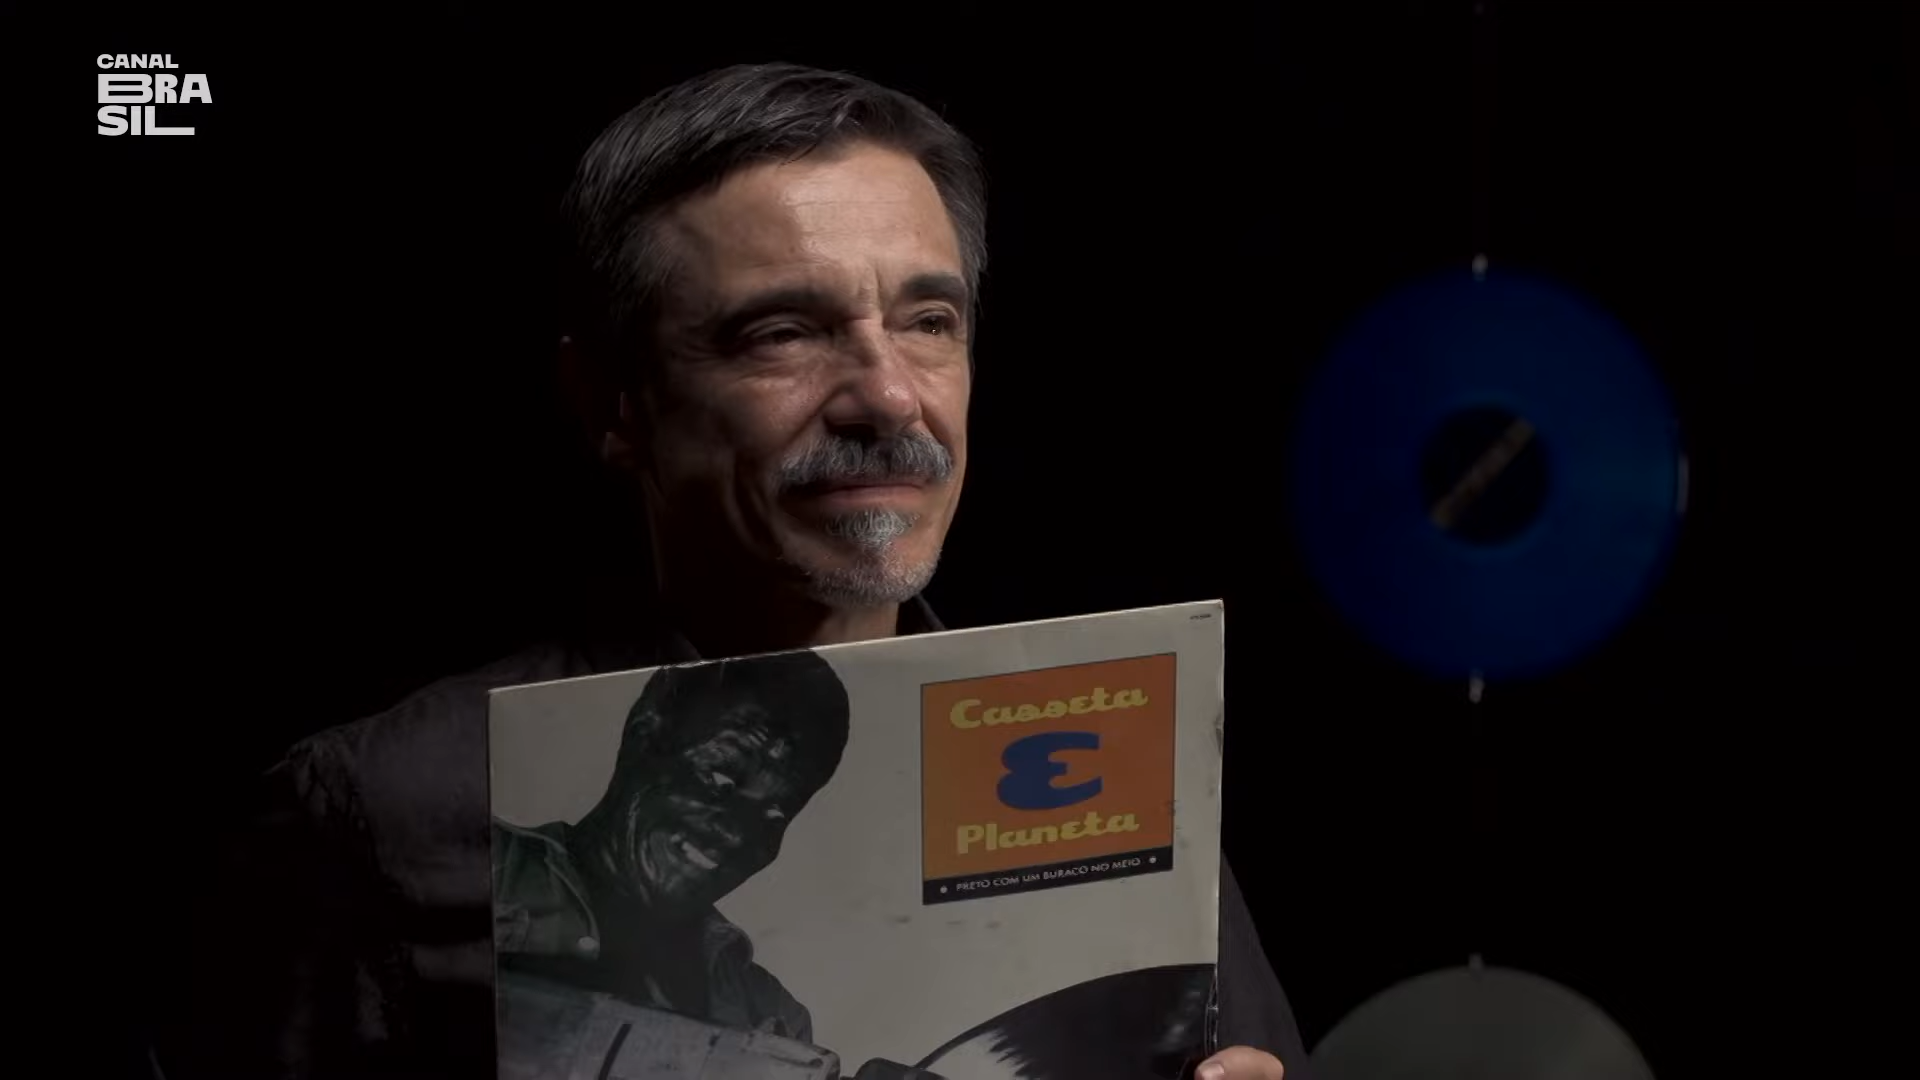 CANAL
BRA
SIL
Casseta
E
Planeta
PRETO COM UM BURACO NO MEIO